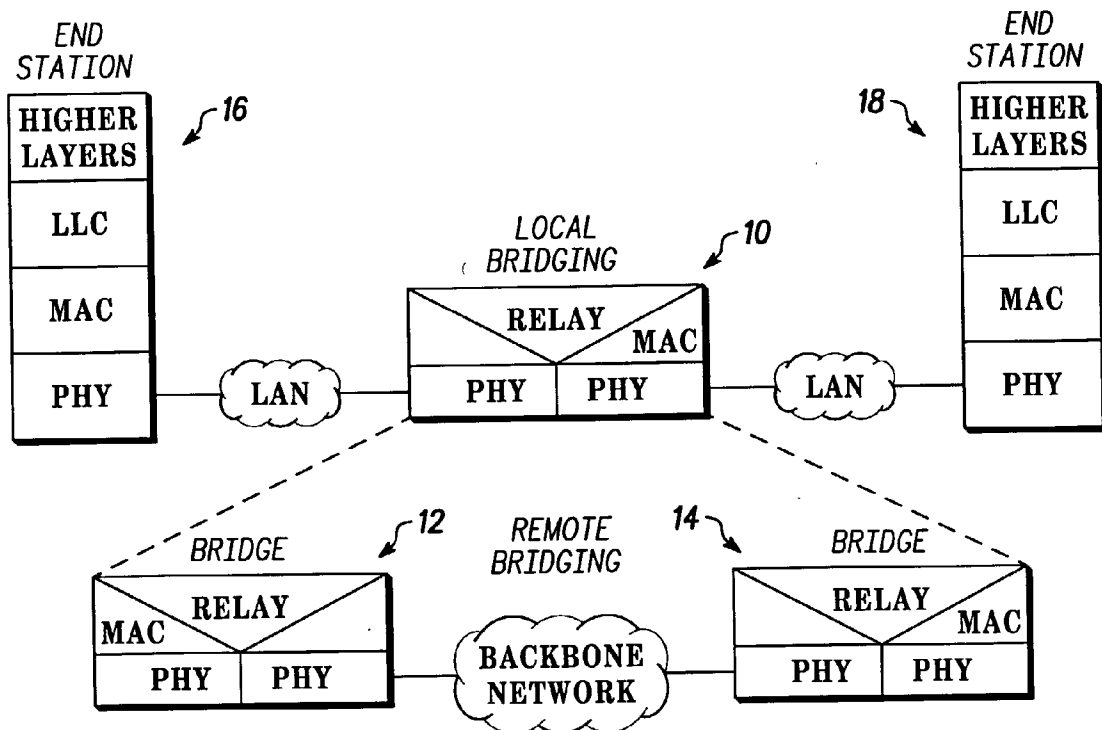 END
STATION
HIGHER
LAYERS
LLC
MAC
PHY
16
LAN
LOCAL
BRIDGING
10
RELAY
MAC
PHY PHY
LAN
END
STATION
18
HIGHER
LAYERS
LLC
MAC
PHY
BRIDGE
12
RELAY
MAC
PHY PHY
REMOTE
BRIDGING
BACKBONE
NETWORK
14
BRIDGE
RELAY
MAC
PHY PHY